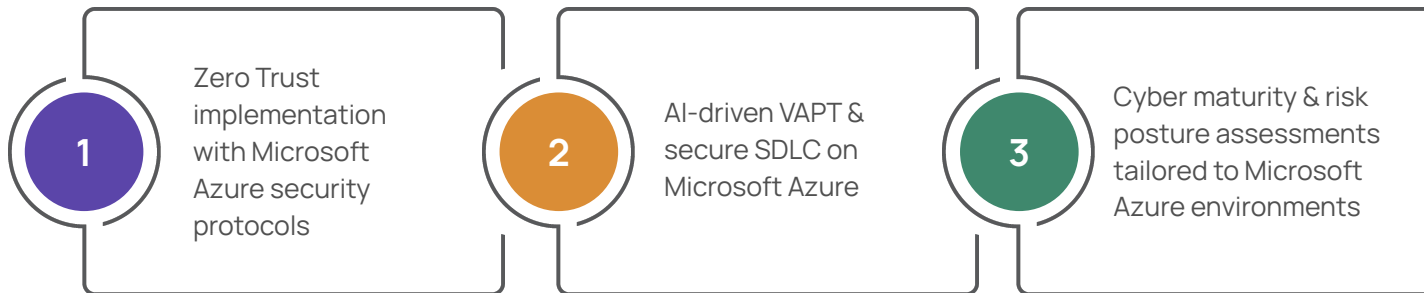 1
Zero Trust
implementation
with Microsoft
Azure security
protocols
2
AI-driven VAPT &
secure SDLC on
Microsoft Azure
3
Cyber maturity & risk
posture assessments
tailored to Microsoft
Azure environments